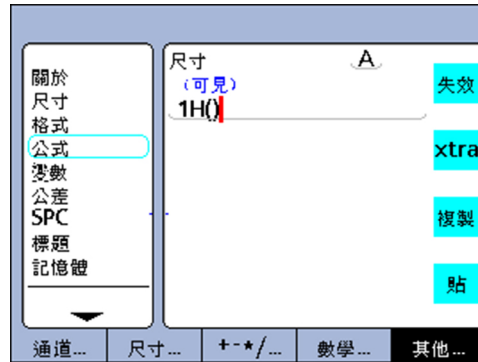 關於
尺寸
格式
公式
變數
公差
SPC
標題
記憶體
尺寸
A
(可見)
1H()
失效
xtra
複製
貼
通道...
尺寸...
+-*/...
數學...
其他...